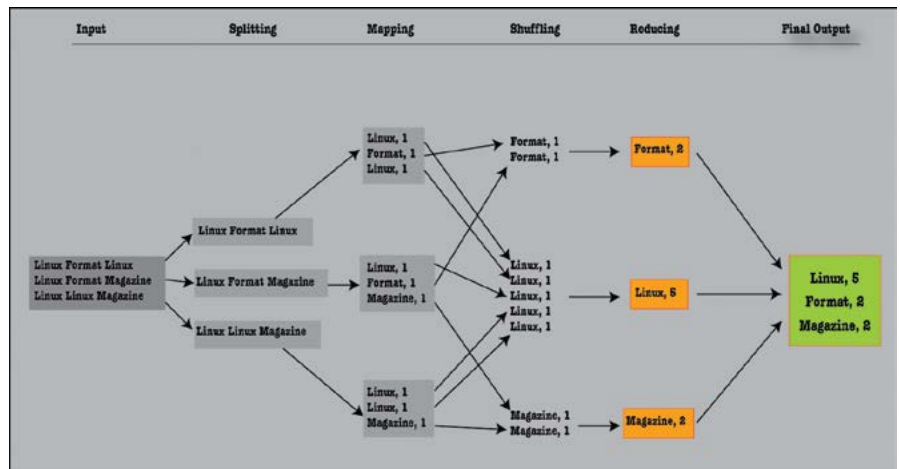 Input Splitting Mapping Shuffling Reducing Final Output
Linux Format Linux
Linux Format Magazine
Linux Linux Magazine
Linux Format Linux
Linux Format Magazine
Linux Linux Magazine
Linux, 1
Format, 1
Linux, 1
Linux, 1
Format, 1
Magazine, 1
Linux, 1
Linux, 1
Magazine, 1
Format, 1
Format, 1
Linux, 1
Linux, 1
Linux, 1
Linux, 1
Linux, 1
Magazine, 1
Magazine, 1
Format, 2
Linux, 5
Magazine, 2
Linux, 5
Format, 2
Magazine, 2